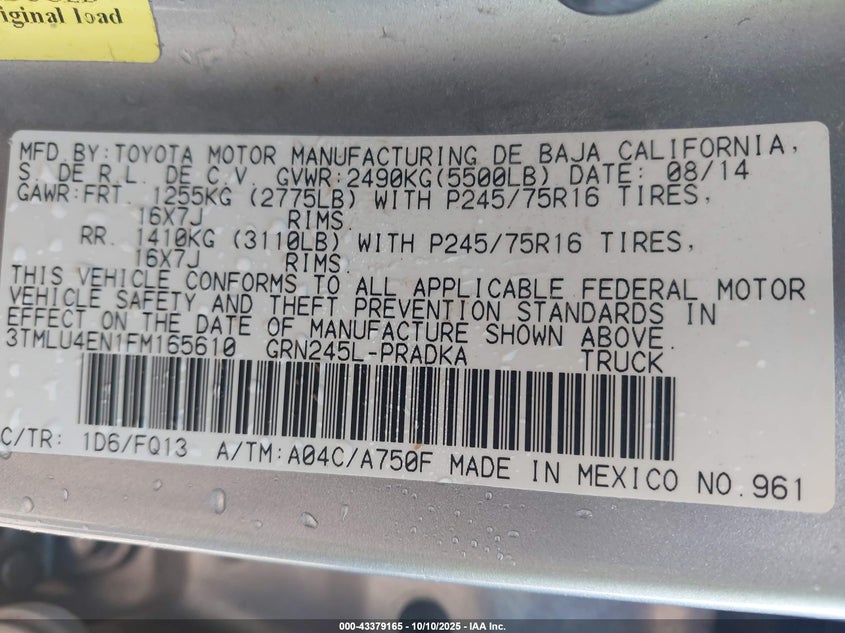 riginal load
MFD. BY: TOYOTA MOTOR MANUFACTURING DE BAJA CALIFORNIA,
S. DE R.L. DE C.V. GVWR:2490KG(5500LB) DATE: 08/14
GAWR:FRT. 1255KG (2775LB) WITH P245/75R16 TIRES,
16X7J RIMS.
RR. 1410KG (3110LB) WITH P245/75R16 TIRES,
16X7J RIMS.
THIS VEHICLE CONFORMS TO ALL APPLICABLE FEDERAL MOTOR
VEHICLE SAFETY AND THEFT PREVENTION STANDARDS IN
EFFECT ON THE DATE OF MANUFACTURE SHOWN ABOVE.
3TMLU4EN1FM165610 GRN245L-PRADKA TRUCK
C/TR: 1D6/FQ13 A/TM:A04C/A750F MADE IN MEXICO NO.961
000-43379165 - 10/10/2025 - IAA Inc.